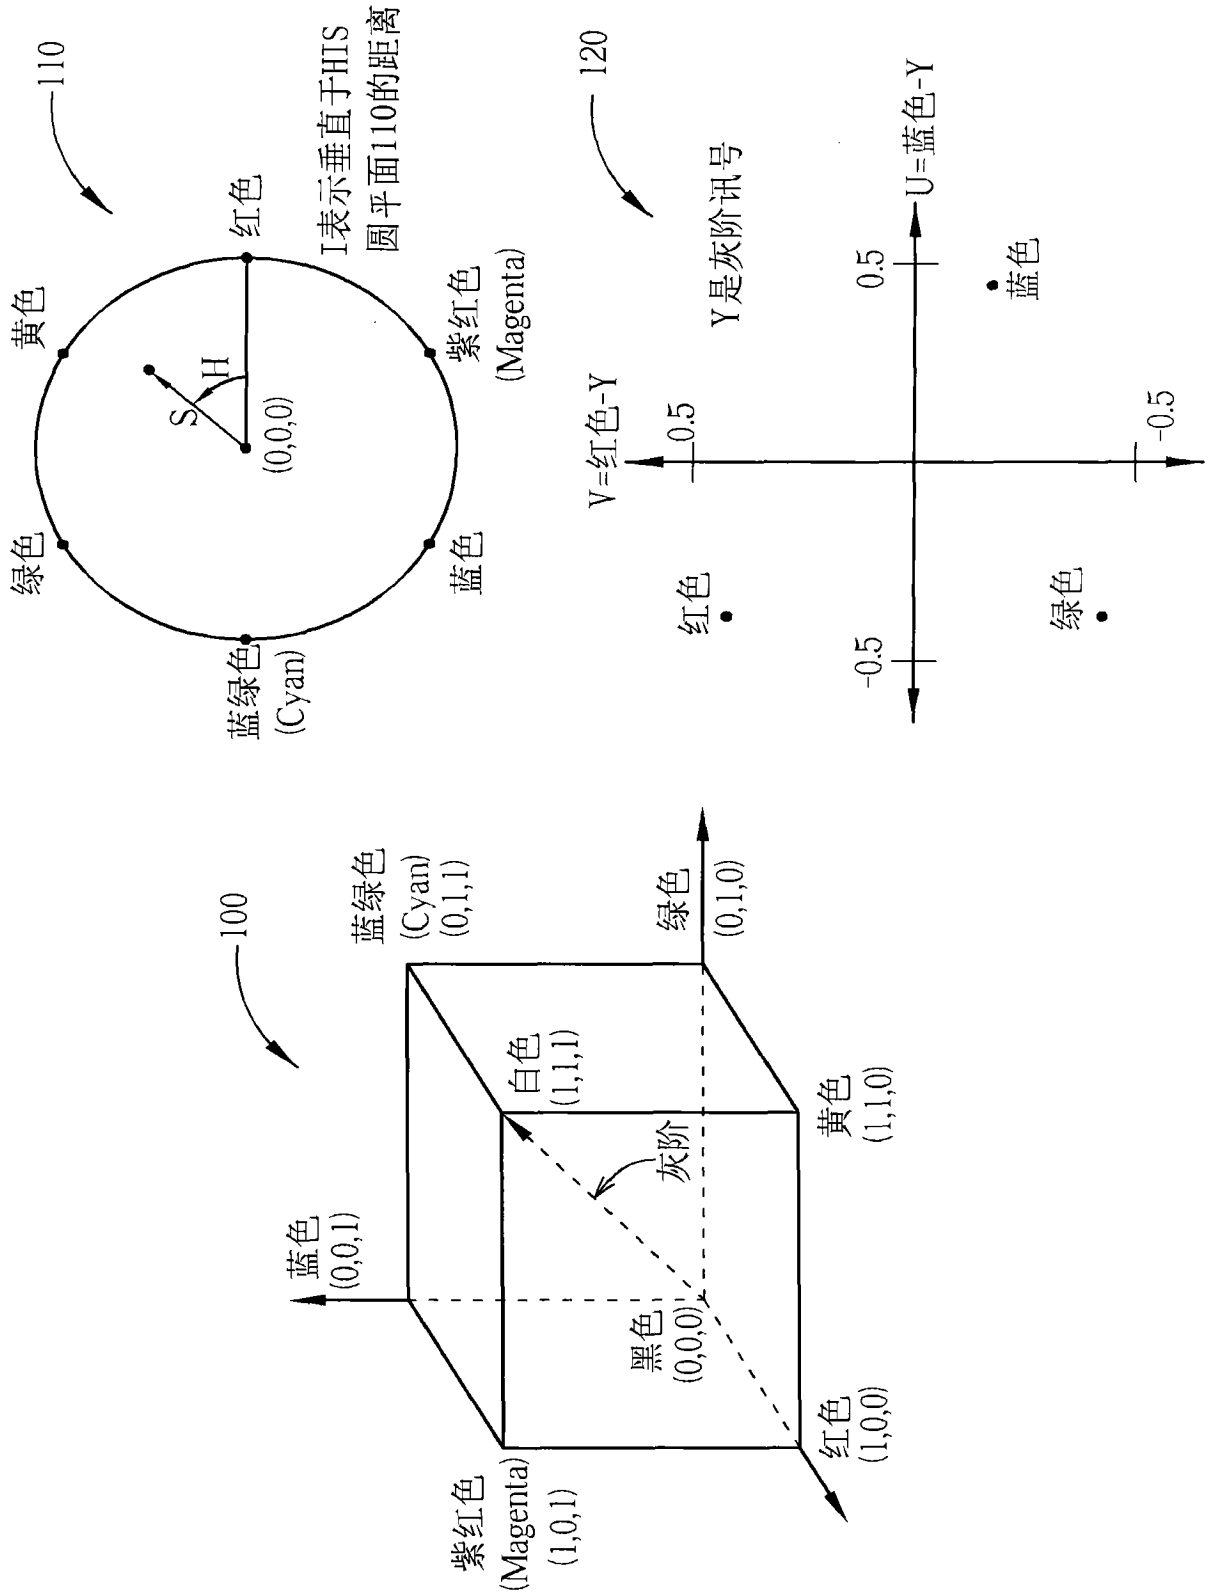 100
蓝色
(0,0,1)
蓝绿色
(Cyan)
(0,1,1)
紫红色
(Magenta)
(1,0,1)
白色
(1,1,1)
灰阶
黑色
(0,0,0)
绿色
(0,1,0)
红色
(1,0,0)
黄色
(1,1,0)
110
绿色
黄色
蓝绿色
(Cyan)
红色
S
H
(0,0,0)
蓝色
紫红色
(Magenta)
I表示垂直于HIS
圆平面110的距离
120
V=红色-Y
0.5
Y是灰阶讯号
红色
-0.5
0.5
U=蓝色-Y
蓝色
绿色
-0.5